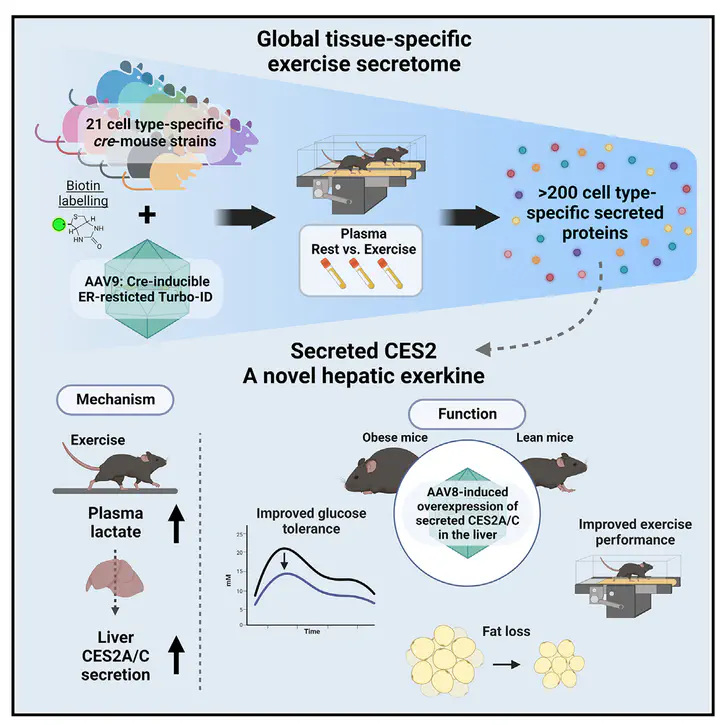 Global tissue-specific
exercise secretome
21 cell type-specific
cre-mouse strains
Biotin
labelling
+
S
H
H
HN
NH
O
AAV9: Cre-inducible
ER-resticted Turbo-ID
Plasma
Rest vs. Exercise
>200 cell type-
specific secreted
proteins
Secreted CES2
A novel hepatic exerkine
Mechanism
Exercise
Plasma
lactate
Liver
CES2A/C
secretion
Function
Obese mice
Lean mice
AAV8-induced
overexpression of
secreted CES2A/C
in the liver
Improved glucose
tolerance
25
20
15
10
5
0
mM
Time
Improved exercise
performance
Fat loss